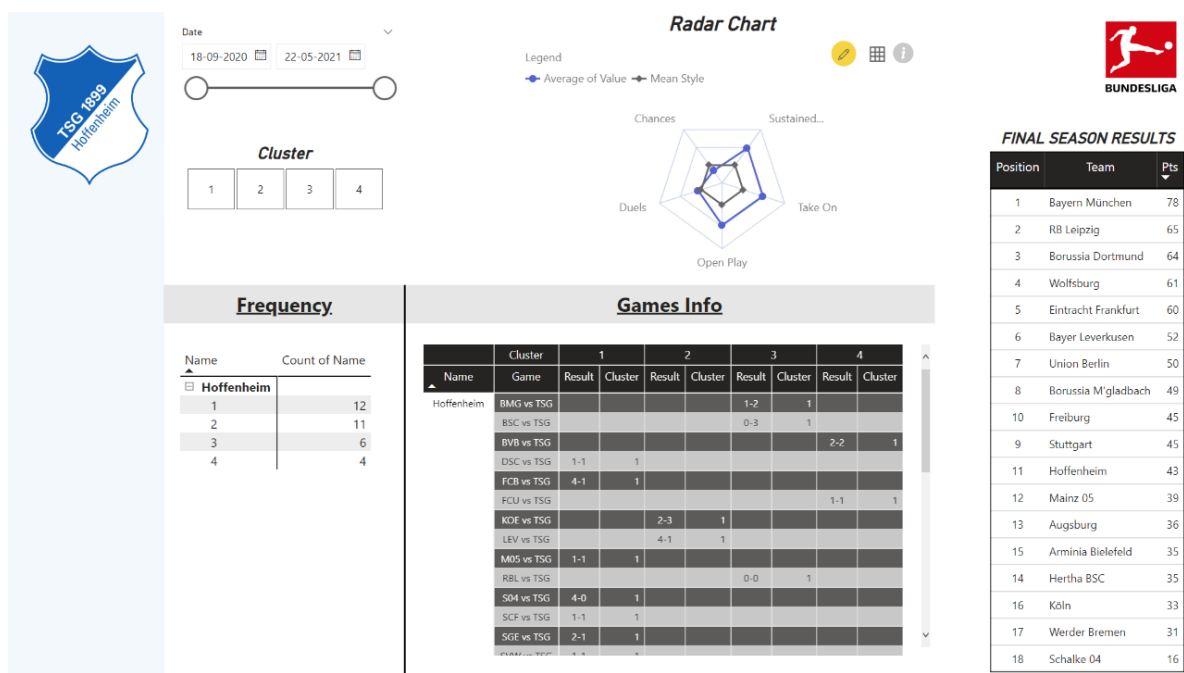 TSG 1899
Hoffenheim
Date
18-09-2020 22-05-2021
Cluster
1 2 3 4
Radar Chart
Legend
Average of Value Mean Style
Chances Sustained...
Duels Take On
Open Play
BUNDESLIGA
FINAL SEASON RESULTS
Position Team Pts
1 Bayern München 78
2 RB Leipzig 65
3 Borussia Dortmund 64
4 Wolfsburg 61
5 Eintracht Frankfurt 60
6 Bayer Leverkusen 52
7 Union Berlin 50
8 Borussia M'gladbach 49
10 Freiburg 45
9 Stuttgart 45
11 Hoffenheim 43
12 Mainz 05 39
13 Augsburg 36
15 Arminia Bielefeld 35
14 Hertha BSC 35
16 Köln 33
17 Werder Bremen 31
18 Schalke 04 16
Frequency
Name Count of Name
Hoffenheim
1 12
2 11
3 6
4 4
Games Info
Cluster 1 2 3 4
Name Game Result Cluster Result Cluster Result Cluster Result Cluster
Hoffenheim BMG vs TSG 1-2 1
BSC vs TSG 0-3 1
BVB vs TSG 2-2 1
DSC vs TSG 1-1 1
FCB vs TSG 4-1 1
FCU vs TSG 1-1 1
KOE vs TSG 2-3 1
LEV vs TSG 4-1 1
M05 vs TSG 1-1 1
RBL vs TSG 0-0 1
S04 vs TSG 4-0 1
SCF vs TSG 1-1 1
SGE vs TSG 2-1 1